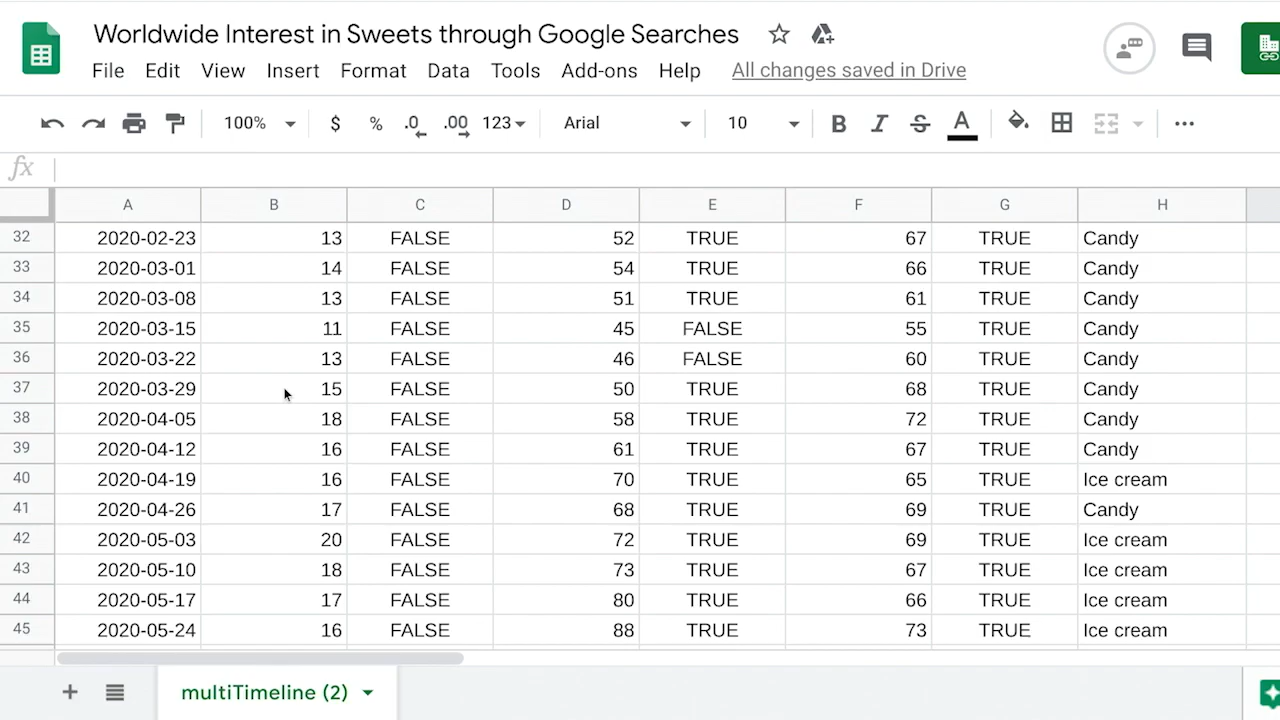 Worldwide Interest in Sweets through Google Searches
File Edit View Insert Format Data Tools Add-ons Help All changes saved in Drive
100% $ % .0 .00 123 Arial 10 B I S A
fx
A B C D E F G H
32 2020-02-23 13 FALSE 52 TRUE 67 TRUE Candy
33 2020-03-01 14 FALSE 54 TRUE 66 TRUE Candy
34 2020-03-08 13 FALSE 51 TRUE 61 TRUE Candy
35 2020-03-15 11 FALSE 45 FALSE 55 TRUE Candy
36 2020-03-22 13 FALSE 46 FALSE 60 TRUE Candy
37 2020-03-29 15 FALSE 50 TRUE 68 TRUE Candy
38 2020-04-05 18 FALSE 58 TRUE 72 TRUE Candy
39 2020-04-12 16 FALSE 61 TRUE 67 TRUE Candy
40 2020-04-19 16 FALSE 70 TRUE 65 TRUE Ice cream
41 2020-04-26 17 FALSE 68 TRUE 69 TRUE Candy
42 2020-05-03 20 FALSE 72 TRUE 69 TRUE Ice cream
43 2020-05-10 18 FALSE 73 TRUE 67 TRUE Ice cream
44 2020-05-17 17 FALSE 80 TRUE 66 TRUE Ice cream
45 2020-05-24 16 FALSE 88 TRUE 73 TRUE Ice cream
multiTimeline (2)